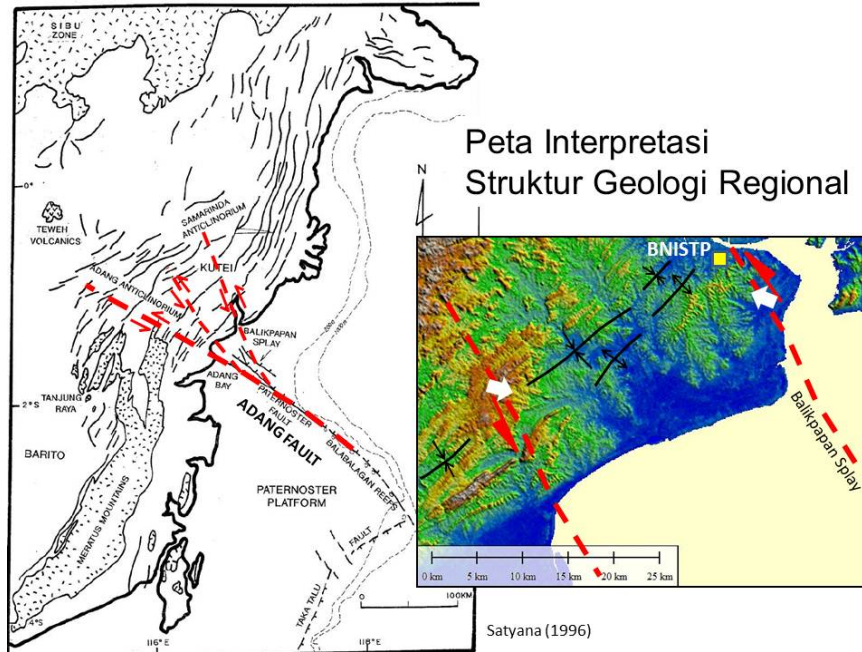 SIBU
ZONE
0°
TEWEH
VOLCANICS
SAMARINDA
ANTICLINORIUM
KUTEI
ADANG ANTICLINORIUM
BALIKPAPAN
SPLAY
ADANG
BAY
PATERNOSTER
FAULT
TANJUNG
RAYA
2°S
ADANG FAULT
BARITO
BALABALAGAN REEFS
PATERNOSTER
PLATFORM
MERATUS MOUNTAINS
FAULT
TAKA TALU
4°S
116°E
118°E
0
100KM
200m
1000m
N
Peta Interpretasi
Struktur Geologi Regional
BNISTP
Balikpapan Splay
0 km 5 km 10 km 15 km 20 km 25 km
Satyana (1996)